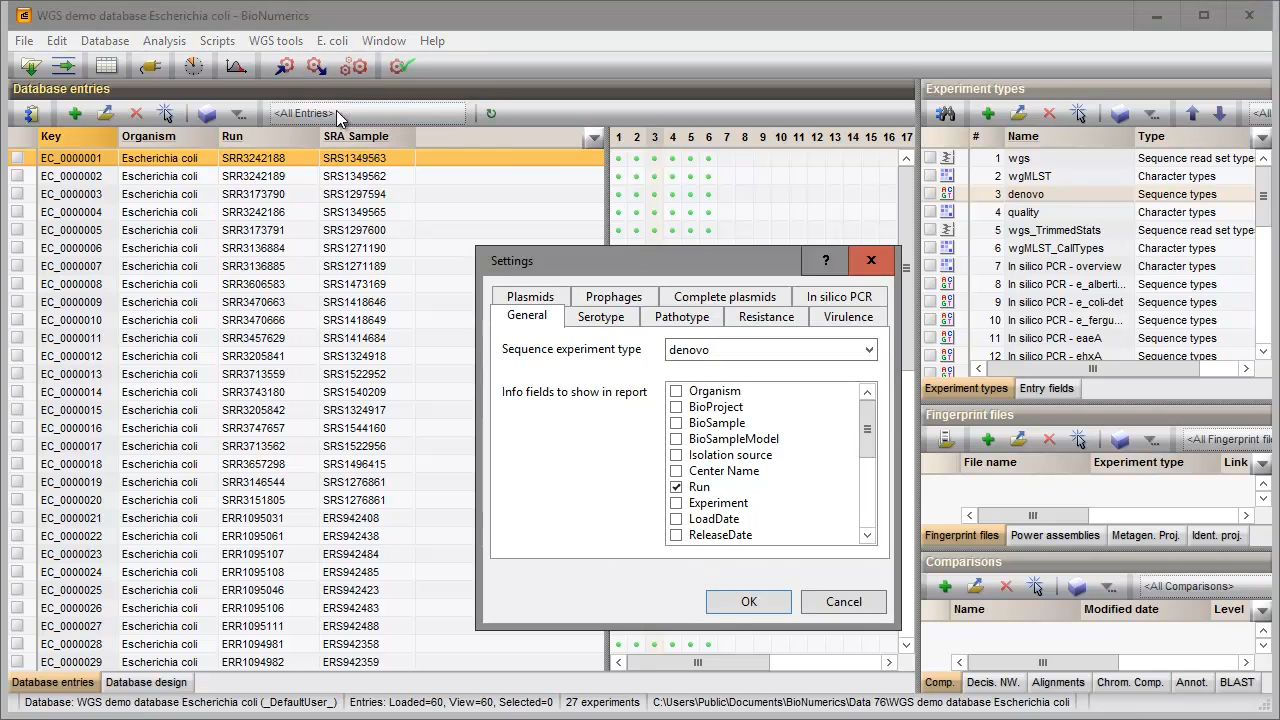 WGS demo database Escherichia coli - BioNumerics
File Edit Database Analysis Scripts WGS tools E. coli Window Help
Database entries
<All Entries>
Key Organism Run SRA Sample
1 2 3 4 5 6 7 8 9 10 11 12 13 14 15 16 17
EC_0000001 Escherichia coli SRR3242188 SRS1349563
EC_0000002 Escherichia coli SRR3242189 SRS1349562
EC_0000003 Escherichia coli SRR3173790 SRS1297594
EC_0000004 Escherichia coli SRR3242186 SRS1349565
EC_0000005 Escherichia coli SRR3173791 SRS1297600
EC_0000006 Escherichia coli SRR3136884 SRS1271190
EC_0000007 Escherichia coli SRR3136885 SRS1271189
EC_0000008 Escherichia coli SRR3606583 SRS1473169
EC_0000009 Escherichia coli SRR3470663 SRS1418646
EC_0000010 Escherichia coli SRR3470666 SRS1418649
EC_0000011 Escherichia coli SRR3457629 SRS1414684
EC_0000012 Escherichia coli SRR3205841 SRS1324918
EC_0000013 Escherichia coli SRR3713559 SRS1522952
EC_0000014 Escherichia coli SRR3771630 SRS1540209
EC_0000015 Escherichia coli SRR3205842 SRS1324917
EC_0000016 Escherichia coli SRR3747657 SRS1544160
EC_0000017 Escherichia coli SRR3713562 SRS1522956
EC_0000018 Escherichia coli SRR3657298 SRS1496415
EC_0000019 Escherichia coli SRR3146544 SRS1276861
EC_0000020 Escherichia coli SRR3151805 SRS1276861
EC_0000021 Escherichia coli ERR1095031 ERS942408
EC_0000022 Escherichia coli ERR1095061 ERS942438
EC_0000023 Escherichia coli ERR1095107 ERS942484
EC_0000024 Escherichia coli ERR1095108 ERS942485
EC_0000025 Escherichia coli ERR1095046 ERS942423
EC_0000026 Escherichia coli ERR1095106 ERS942483
EC_0000027 Escherichia coli ERR1095111 ERS942488
EC_0000028 Escherichia coli ERR1094981 ERS942358
EC_0000029 Escherichia coli ERR1094982 ERS942359
Database entries Database design
Settings
?
Plasmids Prophages Complete plasmids In silico PCR
General Serotype Pathotype Resistance Virulence
Sequence experiment type denovo
Info fields to show in report
Organism
BioProject
BioSample
BioSampleModel
Isolation source
Center Name
Run
Experiment
LoadDate
ReleaseDate
OK Cancel
Experiment types
<All
# Name Type
1 wgs Sequence read set types
2 wgMLST Character types
3 denovo Sequence types
4 quality Character types
5 wgs_TrimmedStats Sequence read set types
6 wgMLST_CallTypes Character types
7 In silico PCR - overview Character types
8 In silico PCR - e_alberti... Sequence types
9 In silico PCR - e_coli-det Sequence types
10 In silico PCR - e_fergu... Sequence types
11 In silico PCR - eaeA Sequence types
12 In silico PCR - ehxA Sequence types
Experiment types Entry fields
Fingerprint files
<All Fingerprint file
File name Experiment type Link
Fingerprint files Power assemblies Metagen. Proj. Ident. proj.
Comparisons
<All Comparisons>
Name Modified date Level
Comp. Decis. NW. Alignments Chrom. Comp. Annot. BLAST
Database: WGS demo database Escherichia coli (_DefaultUser_) Entries: Loaded=60, View=60, Selected=0 27 experiments C:\Users\Public\Documents\BioNumerics\Data 76\WGS demo database Escherichia coli